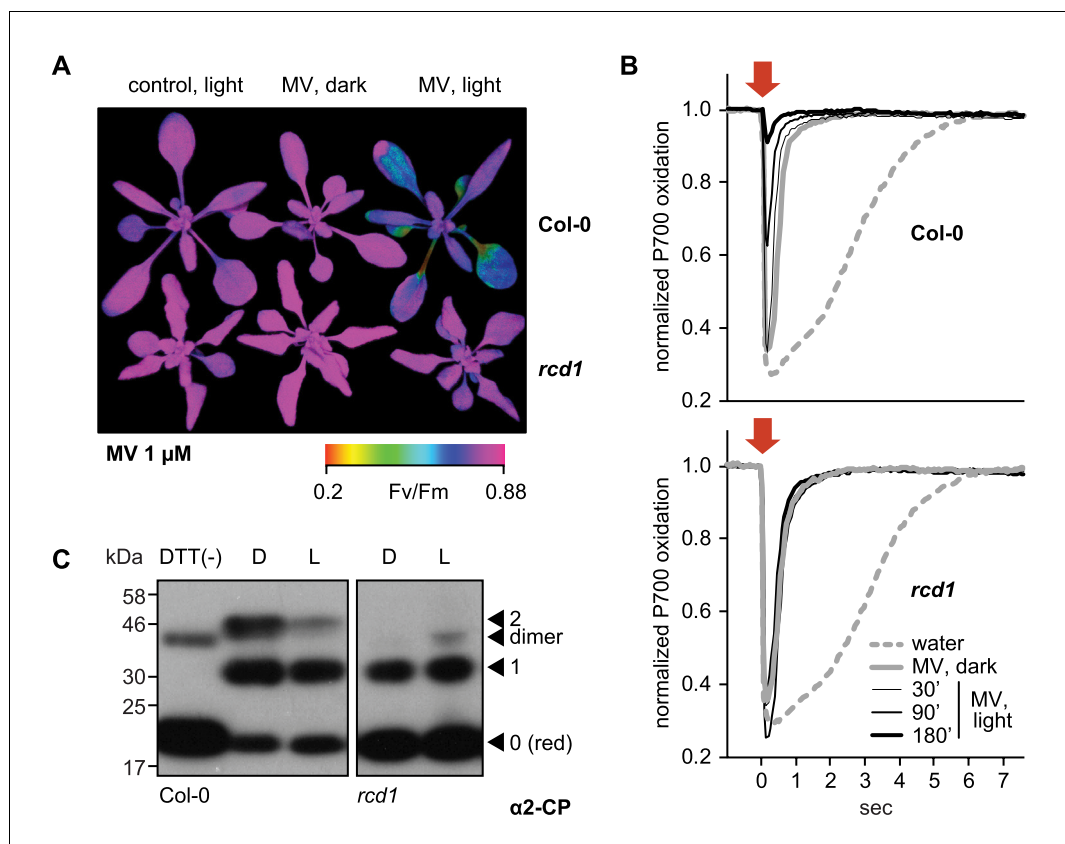 A
control, light MV, dark MV, light
Col-0
rcd1
MV 1 µM
0.2 Fv/Fm 0.88
B
normalized P700 oxidation
1.0
0.8
0.6
0.4
0.2
Col-0
normalized P700 oxidation
1.0
0.8
0.6
0.4
0.2
rcd1
water
MV, dark
30'
90'
180'
MV, light
0 1 2 3 4 5 6 7
sec
C
kDa DTT(-) D L D L
58
46
30
25
17
2
dimer
1
0 (red)
Col-0 rcd1
α2-CP